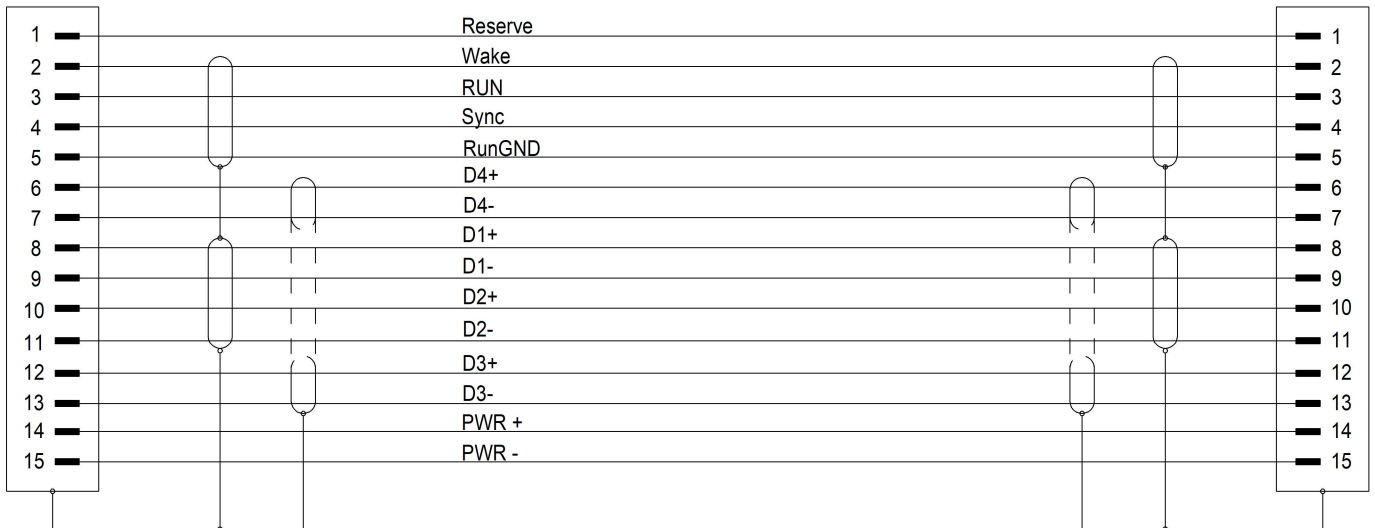 1 Reserve 1
2 Wake 2
3 RUN 3
4 Sync 4
5 RunGND 5
6 D4+ 6
7 D4- 7
8 D1+ 8
9 D1- 9
10 D2+ 10
11 D2- 11
12 D3+ 12
13 D3- 13
14 PWR + 14
15 PWR - 15